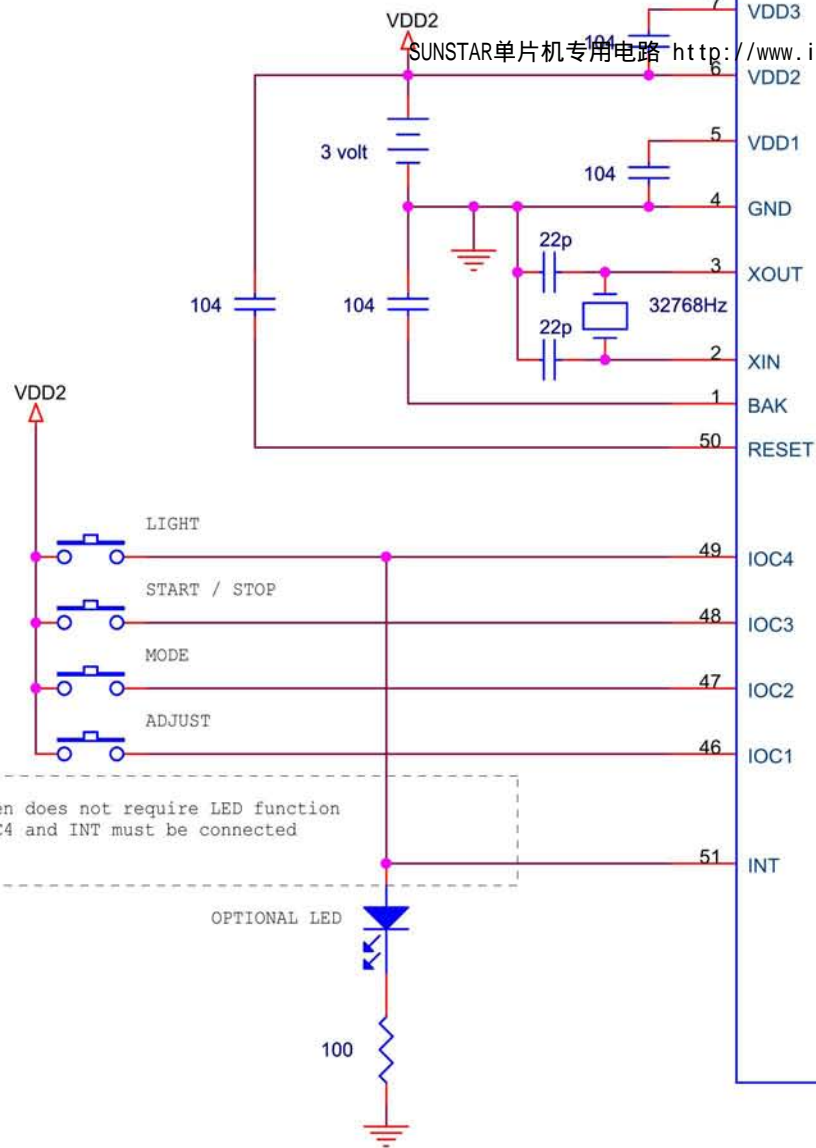 7
VDD3
VDD2
104
SUNSTAR单片机专用电路 http://www.i
6
VDD2
3 volt
5
VDD1
104
4
GND
22p
3
XOUT
104
104
32768Hz
22p
2
XIN
VDD2
1
BAK
50
RESET
LIGHT
49
IOC4
START / STOP
48
IOC3
MODE
47
IOC2
ADJUST
46
IOC1
en does not require LED function
C4 and INT must be connected
51
INT
OPTIONAL LED
100